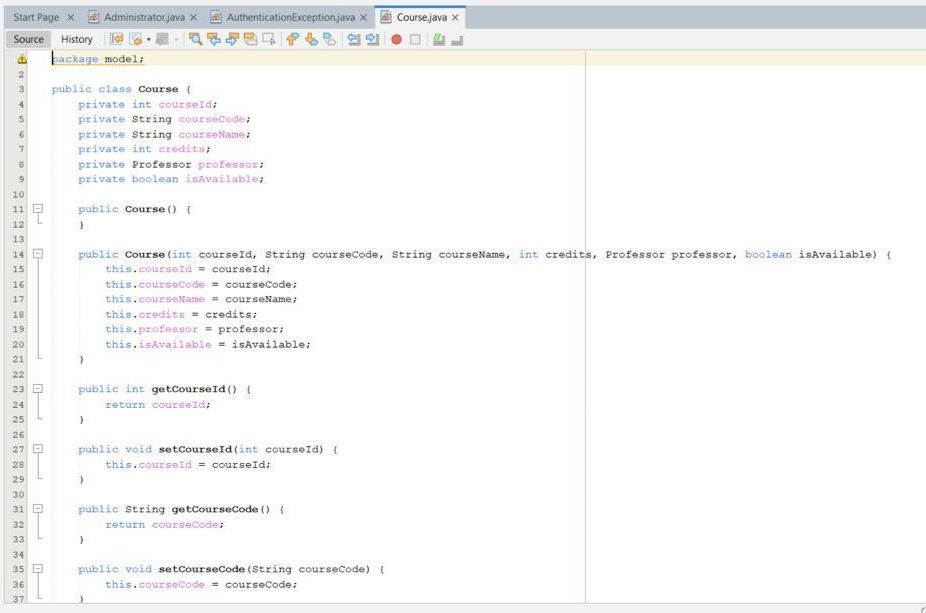 Start Page Administrator.java AuthenticationException.java Course.java
Source History
package model;
2
3 public class Course {
4 private int courseId;
5 private String courseCode;
6 private String courseName;
7 private int credits;
8 private Professor professor;
9 private boolean isAvailable;
10
11 public Course() {
12 }
13
14 public Course(int courseId, String courseCode, String courseName, int credits, Professor professor, boolean isAvailable) {
15 this.courseId = courseId;
16 this.courseCode = courseCode;
17 this.courseName = courseName;
18 this.credits = credits;
19 this.professor = professor;
20 this.isAvailable = isAvailable;
21 }
22
23 public int getCourseId() {
24 return courseId;
25 }
26
27 public void setCourseId(int courseId) {
28 this.courseId = courseId;
29 }
30
31 public String getCourseCode() {
32 return courseCode;
33 }
34
35 public void setCourseCode(String courseCode) {
36 this.courseCode = courseCode;
37 }